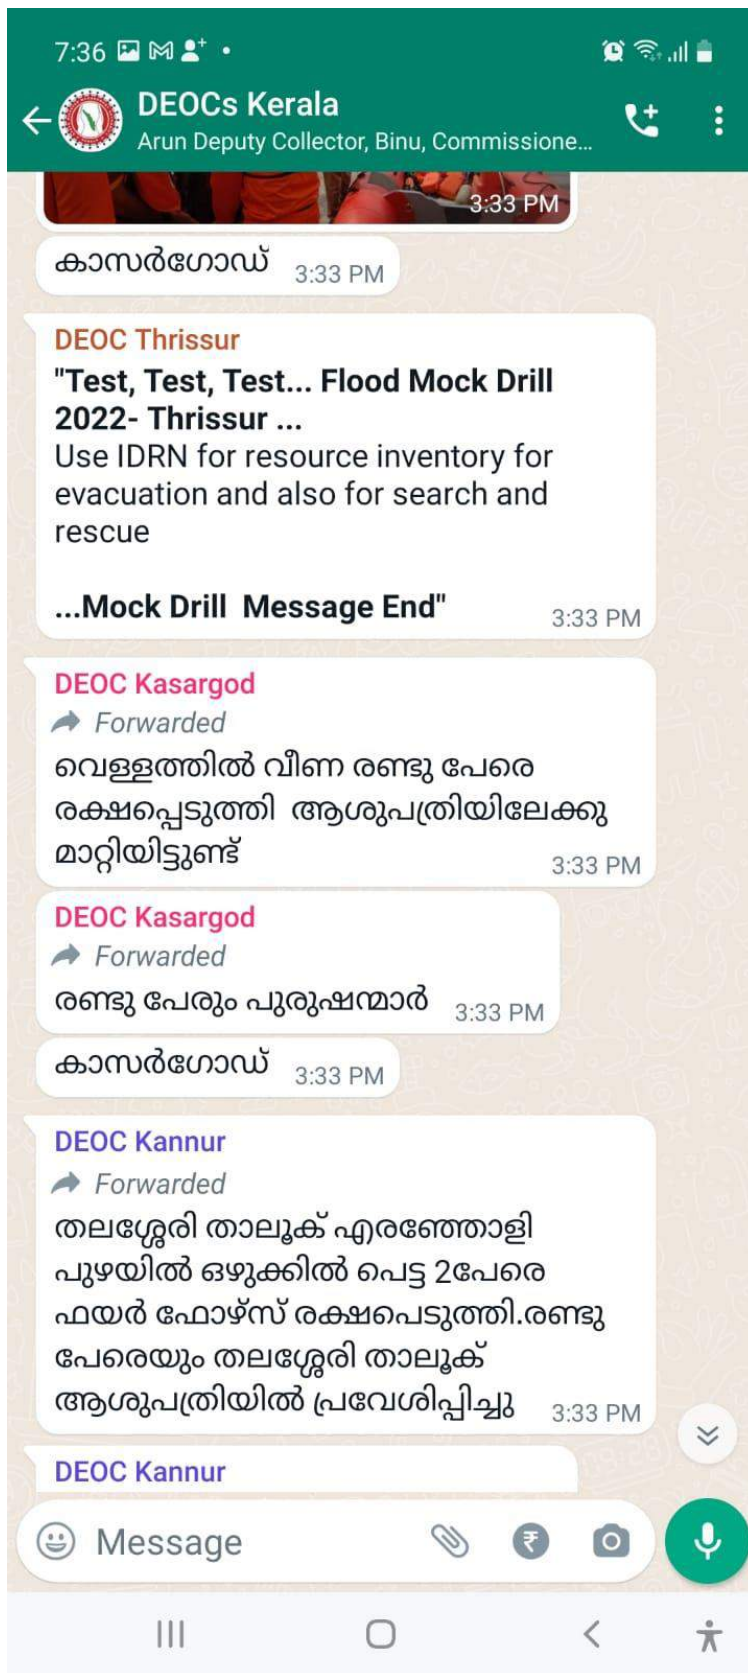 7:36
DEOCs Kerala
Arun Deputy Collector, Binu, Commissione...
3:33 PM
കാസർഗോഡ് 3:33 PM
DEOC Thrissur
"Test, Test, Test... Flood Mock Drill
2022- Thrissur ...
Use IDRN for resource inventory for
evacuation and also for search and
rescue
...Mock Drill  Message End"
3:33 PM
DEOC Kasargod
Forwarded
വെള്ളത്തിൽ വീണ രണ്ടു പേരെ
രക്ഷപ്പെടുത്തി  ആശുപത്രിയിലേക്കു
മാറ്റിയിട്ടുണ്ട്
3:33 PM
DEOC Kasargod
Forwarded
രണ്ടു പേരും പുരുഷന്മാർ 3:33 PM
കാസർഗോഡ് 3:33 PM
DEOC Kannur
Forwarded
തലശ്ശേരി താലൂക് എരഞ്ഞോളി
പുഴയിൽ ഒഴുക്കിൽ പെട്ട 2പേരെ
ഫയർ ഫോഴ്സ് രക്ഷപെടുത്തി.രണ്ടു
പേരെയും തലശ്ശേരി താലൂക്
ആശുപത്രിയിൽ പ്രവേശിപ്പിച്ചു 3:33 PM
DEOC Kannur
Message